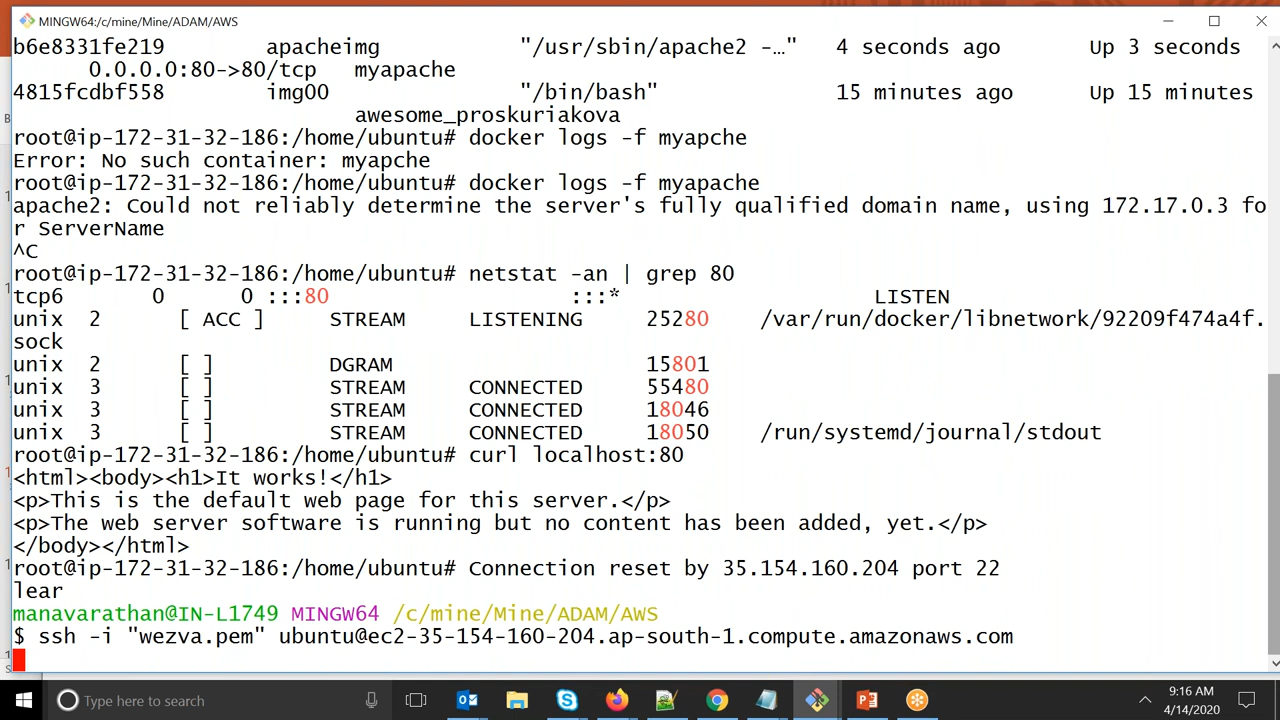 MINGW64:/c/mine/Mine/ADAM/AWS
b6e8331fe219 apacheimg "/usr/sbin/apache2 -…" 4 seconds ago Up 3 seconds
0.0.0.0:80->80/tcp myapache
4815fcdbf558 img00 "/bin/bash" 15 minutes ago Up 15 minutes
awesome_proskuriakova
root@ip-172-31-32-186:/home/ubuntu# docker logs -f myapche
Error: No such container: myapche
root@ip-172-31-32-186:/home/ubuntu# docker logs -f myapache
apache2: Could not reliably determine the server's fully qualified domain name, using 172.17.0.3 fo
r ServerName
^C
root@ip-172-31-32-186:/home/ubuntu# netstat -an | grep 80
tcp6 0 0 :::80 :::* LISTEN
unix 2 [ ACC ] STREAM LISTENING 25280 /var/run/docker/libnetwork/92209f474a4f.
sock
unix 2 [ ] DGRAM 15801
unix 3 [ ] STREAM CONNECTED 55480
unix 3 [ ] STREAM CONNECTED 18046
unix 3 [ ] STREAM CONNECTED 18050 /run/systemd/journal/stdout
root@ip-172-31-32-186:/home/ubuntu# curl localhost:80
<html><body><h1>It works!</h1>
<p>This is the default web page for this server.</p>
<p>The web server software is running but no content has been added, yet.</p>
</body></html>
root@ip-172-31-32-186:/home/ubuntu# Connection reset by 35.154.160.204 port 22
lear
manavarathan@IN-L1749 MINGW64 /c/mine/Mine/ADAM/AWS
$ ssh -i "wezva.pem" ubuntu@ec2-35-154-160-204.ap-south-1.compute.amazonaws.com
Type here to search
9:16 AM
4/14/2020